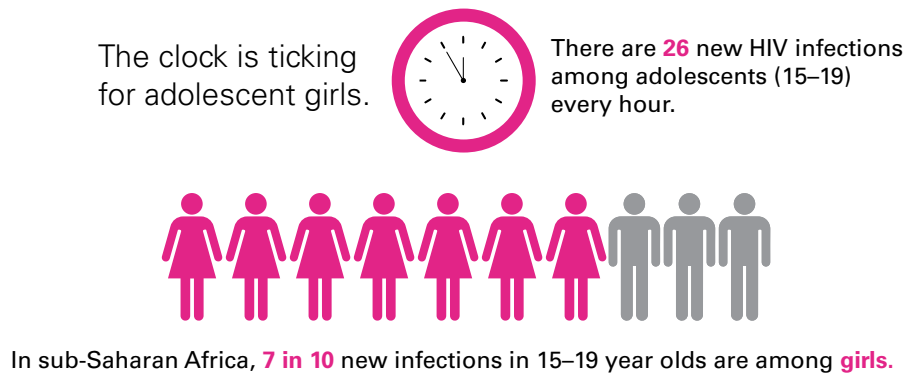 The clock is ticking
for adolescent girls.
There are 26 new HIV infections
among adolescents (15–19)
every hour.
In sub-Saharan Africa, 7 in 10 new infections in 15–19 year olds are among girls.